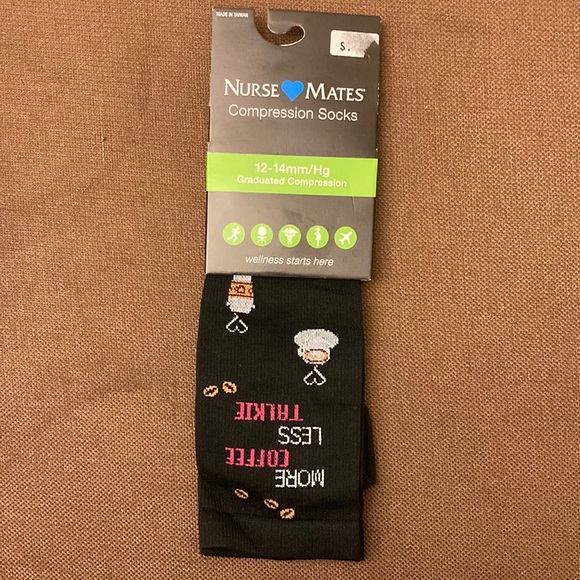 MADE IN TAIWAN
$.
NURSE MATES®
Compression Socks
12-14mm/Hg
Graduated Compression
wellness starts here
MORE
COFFEE
LESS
TALKIE